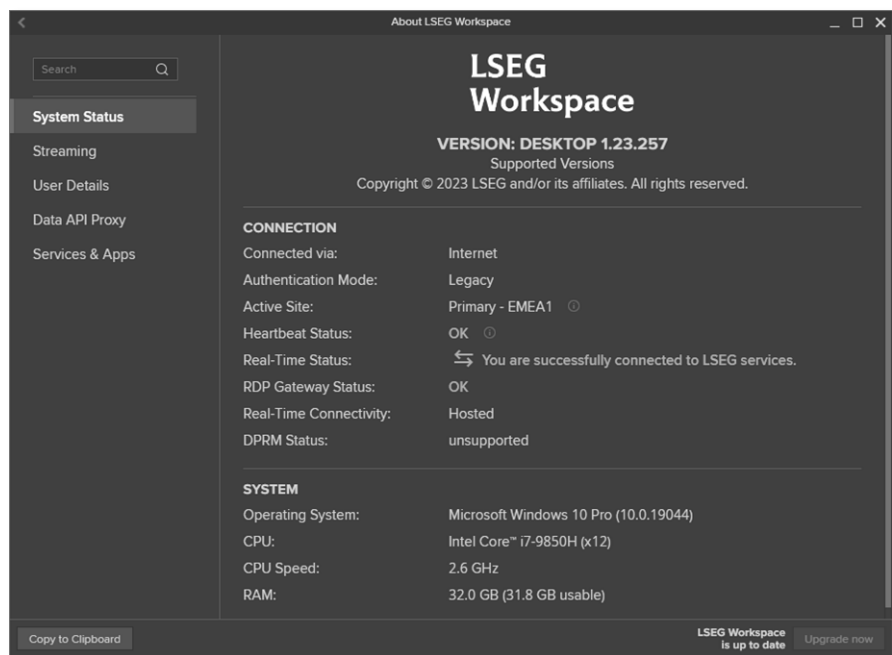 About LSEG Workspace
Search
System Status
Streaming
User Details
Data API Proxy
Services & Apps
LSEG
Workspace
VERSION: DESKTOP 1.23.257
Supported Versions
Copyright © 2023 LSEG and/or its affiliates. All rights reserved.
CONNECTION
Connected via: Internet
Authentication Mode: Legacy
Active Site: Primary - EMEA1
Heartbeat Status: OK
Real-Time Status: You are successfully connected to LSEG services.
RDP Gateway Status: OK
Real-Time Connectivity: Hosted
DPRM Status: unsupported
SYSTEM
Operating System: Microsoft Windows 10 Pro (10.0.19044)
CPU: Intel Core™ i7-9850H (x12)
CPU Speed: 2.6 GHz
RAM: 32.0 GB (31.8 GB usable)
Copy to Clipboard
LSEG Workspace
is up to date
Upgrade now